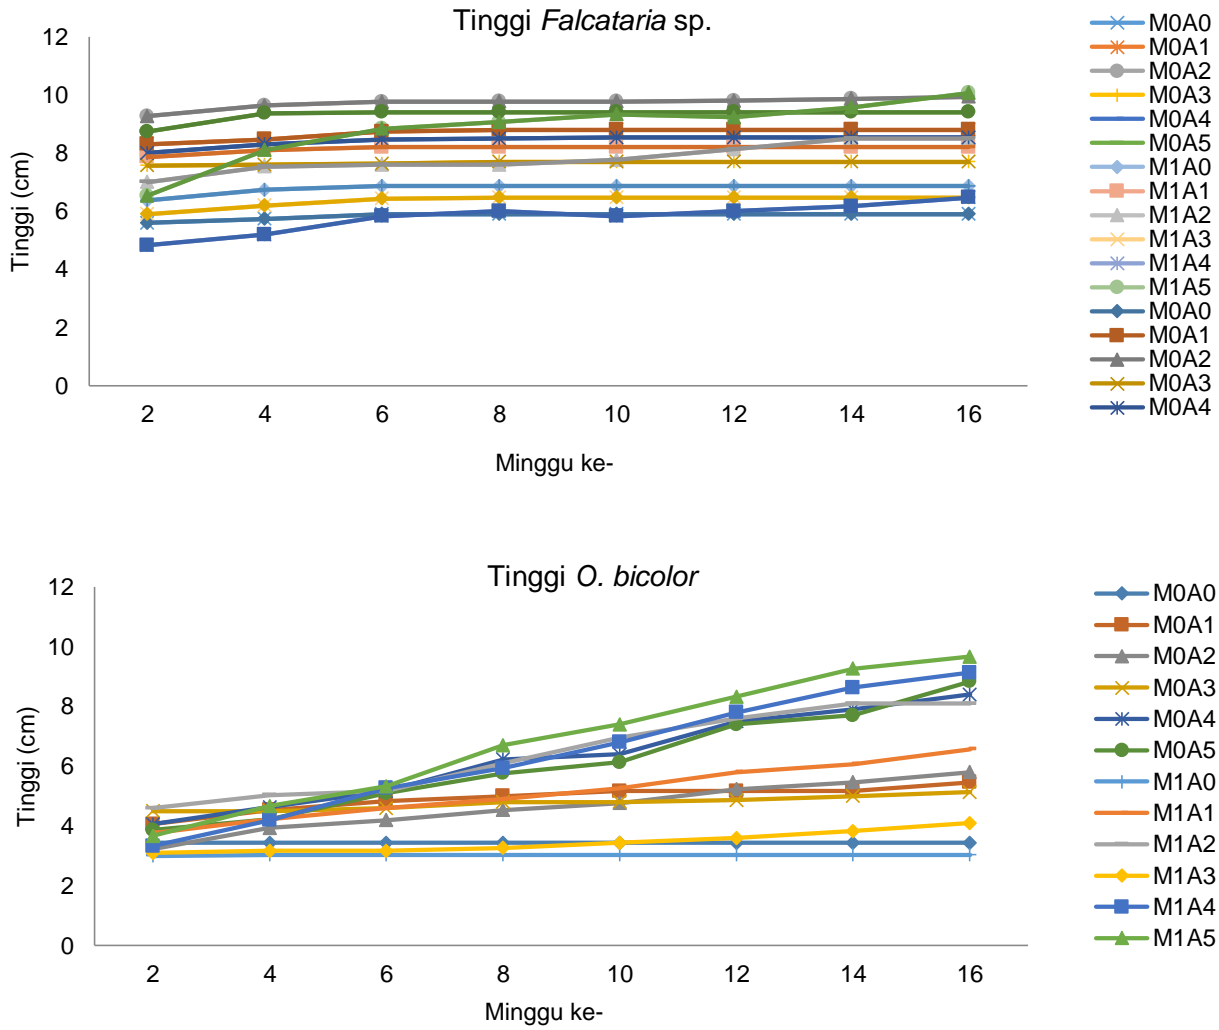 Tinggi Falcataria sp.
12
10
8
6
4
2
0
Tinggi (cm)
2 4 6 8 10 12 14 16
Minggu ke-
M0A0
M0A1
M0A2
M0A3
M0A4
M0A5
M1A0
M1A1
M1A2
M1A3
M1A4
M1A5
M0A0
M0A1
M0A2
M0A3
M0A4
Tinggi O. bicolor
12
10
8
6
4
2
0
Tinggi (cm)
2 4 6 8 10 12 14 16
Minggu ke-
M0A0
M0A1
M0A2
M0A3
M0A4
M0A5
M1A0
M1A1
M1A2
M1A3
M1A4
M1A5